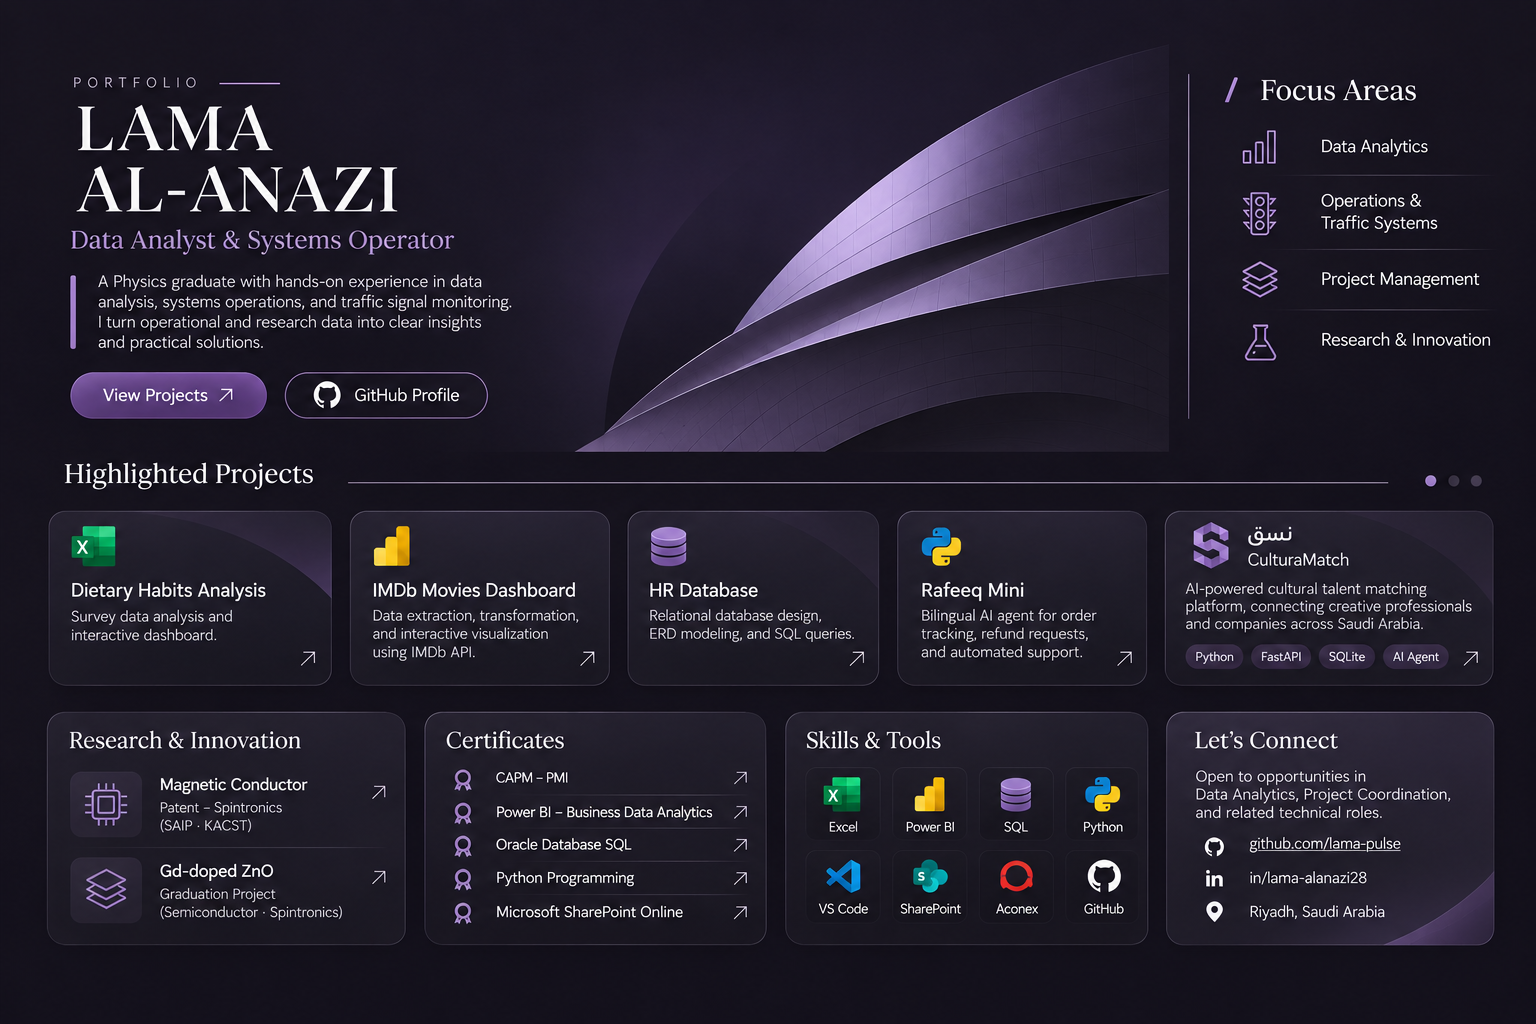 PORTFOLIO
LAMA
AL-ANAZI
Data Analyst & Systems Operator
A Physics graduate with hands-on experience in data
analysis, systems operations, and traffic signal monitoring.
I turn operational and research data into clear insights
and practical solutions.
View Projects
GitHub Profile
Focus Areas
Data Analytics
Operations &
Traffic Systems
Project Management
Research & Innovation
Highlighted Projects
X
Dietary Habits Analysis
Survey data analysis and
interactive dashboard.
IMDb Movies Dashboard
Data extraction, transformation,
and interactive visualization
using IMDb API.
HR Database
Relational database design,
ERD modeling, and SQL queries.
Rafeeq Mini
Bilingual AI agent for order
tracking, refund requests,
and automated support.
نسق
CulturaMatch
AI-powered cultural talent matching
platform, connecting creative professionals
and companies across Saudi Arabia.
Python
FastAPI
SQLite
AI Agent
Research & Innovation
Magnetic Conductor
Patent – Spintronics
(SAIP · KACST)
Gd-doped ZnO
Graduation Project
(Semiconductor · Spintronics)
Certificates
CAPM – PMI
Power BI – Business Data Analytics
Oracle Database SQL
Python Programming
Microsoft SharePoint Online
Skills & Tools
X
Excel
Power BI
SQL
Python
VS Code
S
SharePoint
Aconex
GitHub
Let's Connect
Open to opportunities in
Data Analytics, Project Coordination,
and related technical roles.
github.com/lama-pulse
in
in/lama-alanazi28
Riyadh, Saudi Arabia